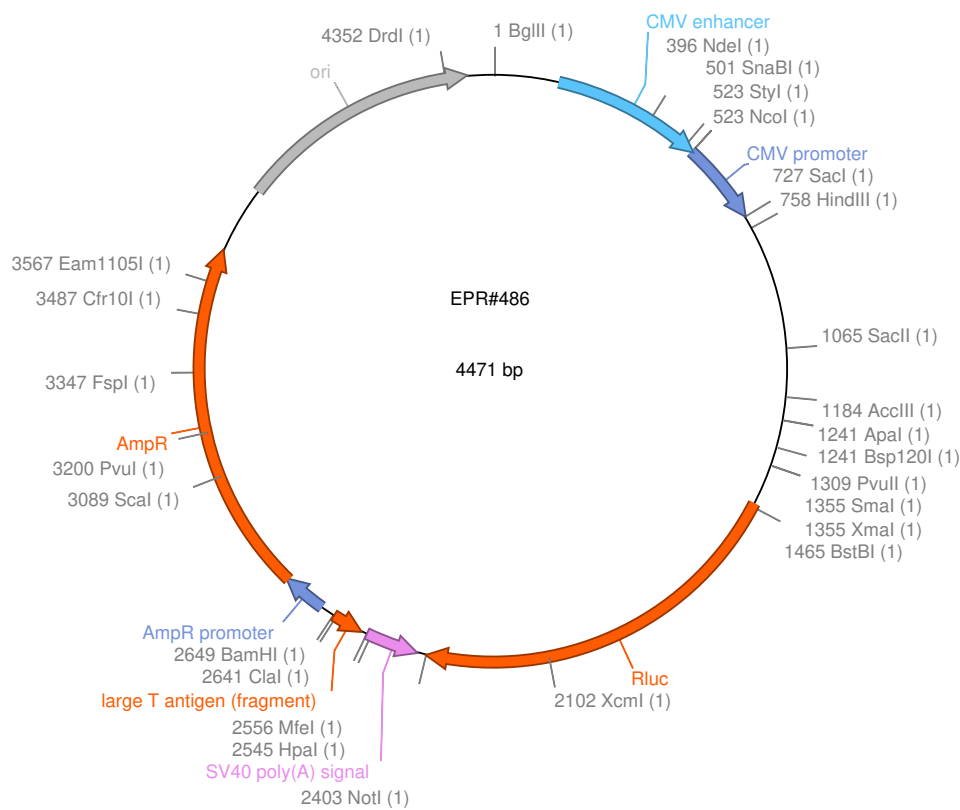 CMV enhancer
4352 DrdI (1)
1 BglII (1)
396 NdeI (1)
501 SnaBI (1)
ori
523 StyI (1)
523 NcoI (1)
CMV promoter
727 SacI (1)
758 HindIII (1)
3567 Eam1105I (1)
3487 Cfr10I (1)
EPR#486
1065 SacII (1)
4471 bp
3347 FspI (1)
1184 AccIII (1)
AmpR
1241 ApaI (1)
1241 Bsp120I (1)
3200 PvuI (1)
1309 PvuII (1)
3089 ScaI (1)
1355 SmaI (1)
1355 XmaI (1)
1465 BstBI (1)
AmpR promoter
2649 BamHI (1)
2641 ClaI (1)
Rluc
large T antigen (fragment)
2102 XcmI (1)
2556 MfeI (1)
2545 HpaI (1)
SV40 poly(A) signal
2403 NotI (1)